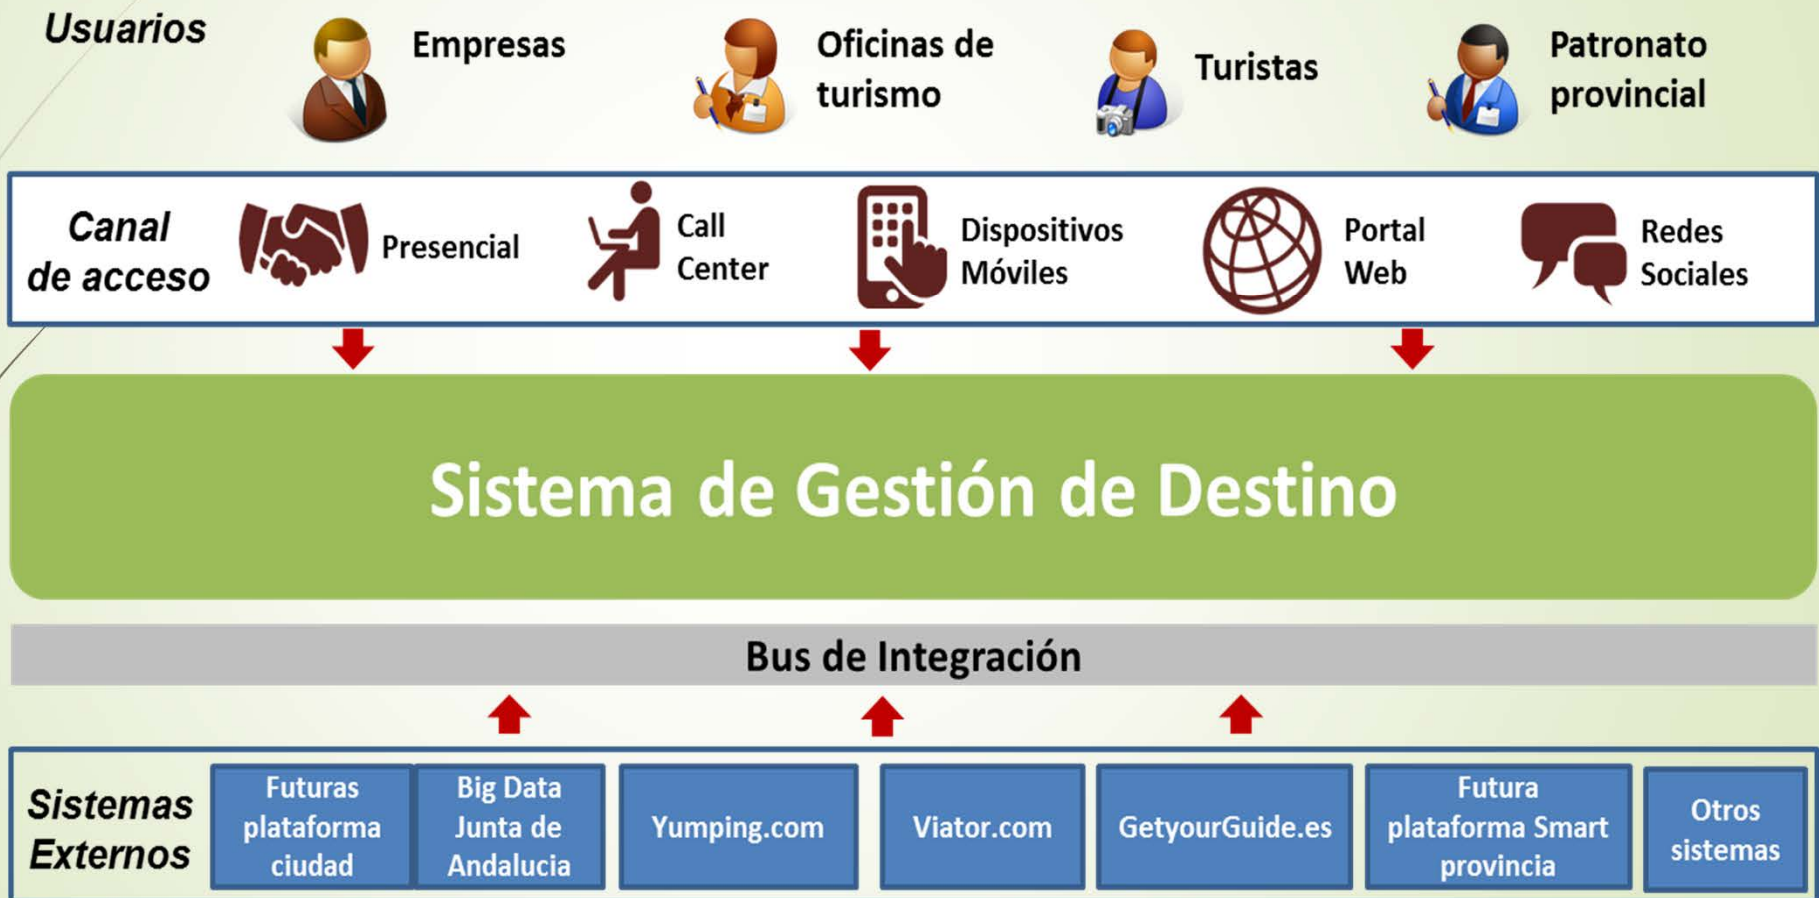 Usuarios
Empresas
Oficinas de
turismo
Turistas
Patronato
provincial
Canal
de acceso
Presencial
Call
Center
Dispositivos
Móviles
Portal
Web
Redes
Sociales
Sistema de Gestión de Destino
Bus de Integración
Sistemas
Externos
Futuras
plataforma
ciudad
Big Data
Junta de
Andalucia
Yumping.com
Viator.com
GetyourGuide.es
Futura
plataforma Smart
provincia
Otros
sistemas